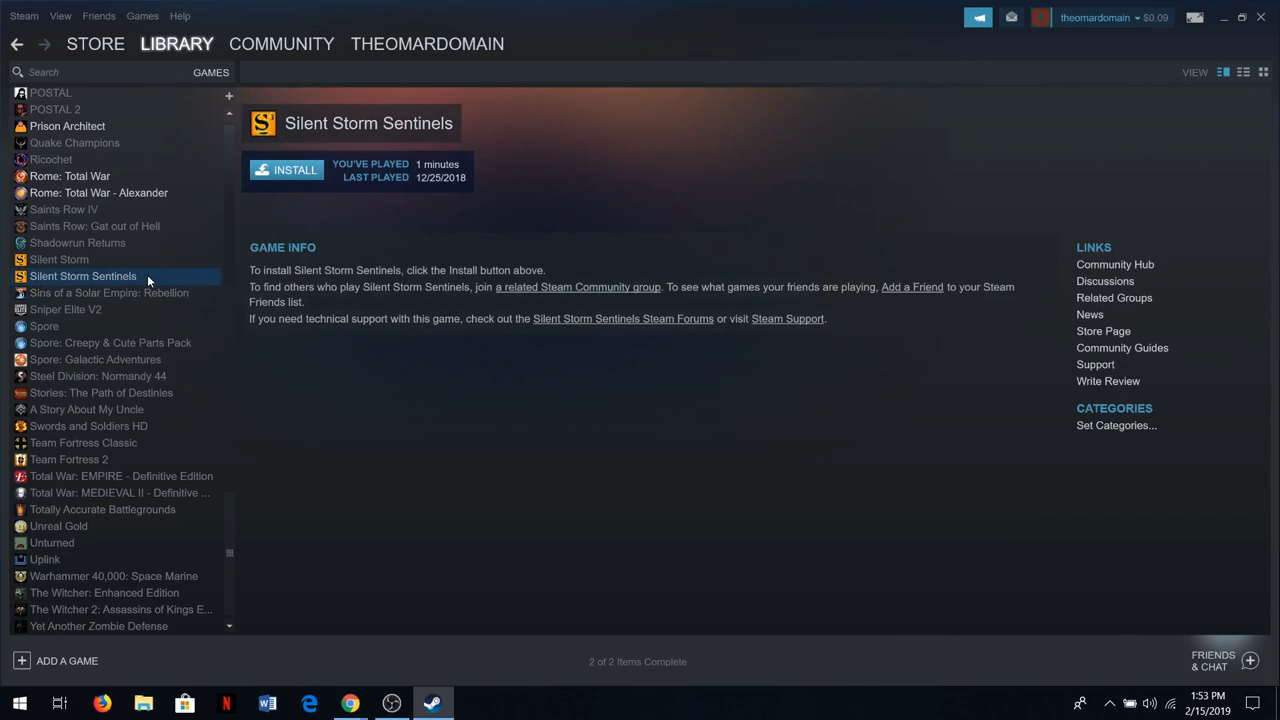 Steam View Friends Games Help
theomardomain $0.09
STORE LIBRARY COMMUNITY THEOMARDOMAIN
Search GAMES
VIEW
POSTAL
POSTAL 2
Prison Architect
Quake Champions
Ricochet
Rome: Total War
Rome: Total War - Alexander
Saints Row IV
Saints Row: Gat out of Hell
Shadowrun Returns
Silent Storm
Silent Storm Sentinels
Sins of a Solar Empire: Rebellion
Sniper Elite V2
Spore
Spore: Creepy & Cute Parts Pack
Spore: Galactic Adventures
Steel Division: Normandy 44
Stories: The Path of Destinies
A Story About My Uncle
Swords and Soldiers HD
Team Fortress Classic
Team Fortress 2
Total War: EMPIRE - Definitive Edition
Total War: MEDIEVAL II - Definitive ...
Totally Accurate Battlegrounds
Unreal Gold
Unturned
Uplink
Warhammer 40,000: Space Marine
The Witcher: Enhanced Edition
The Witcher 2: Assassins of Kings E...
Yet Another Zombie Defense
Silent Storm Sentinels
INSTALL
YOU'VE PLAYED 1 minutes
LAST PLAYED 12/25/2018
GAME INFO
To install Silent Storm Sentinels, click the Install button above.
To find others who play Silent Storm Sentinels, join a related Steam Community group. To see what games your friends are playing, Add a Friend to your Steam
Friends list.
If you need technical support with this game, check out the Silent Storm Sentinels Steam Forums or visit Steam Support.
LINKS
Community Hub
Discussions
Related Groups
News
Store Page
Community Guides
Support
Write Review
CATEGORIES
Set Categories...
ADD A GAME
2 of 2 Items Complete
FRIENDS
& CHAT
1:53 PM
2/15/2019